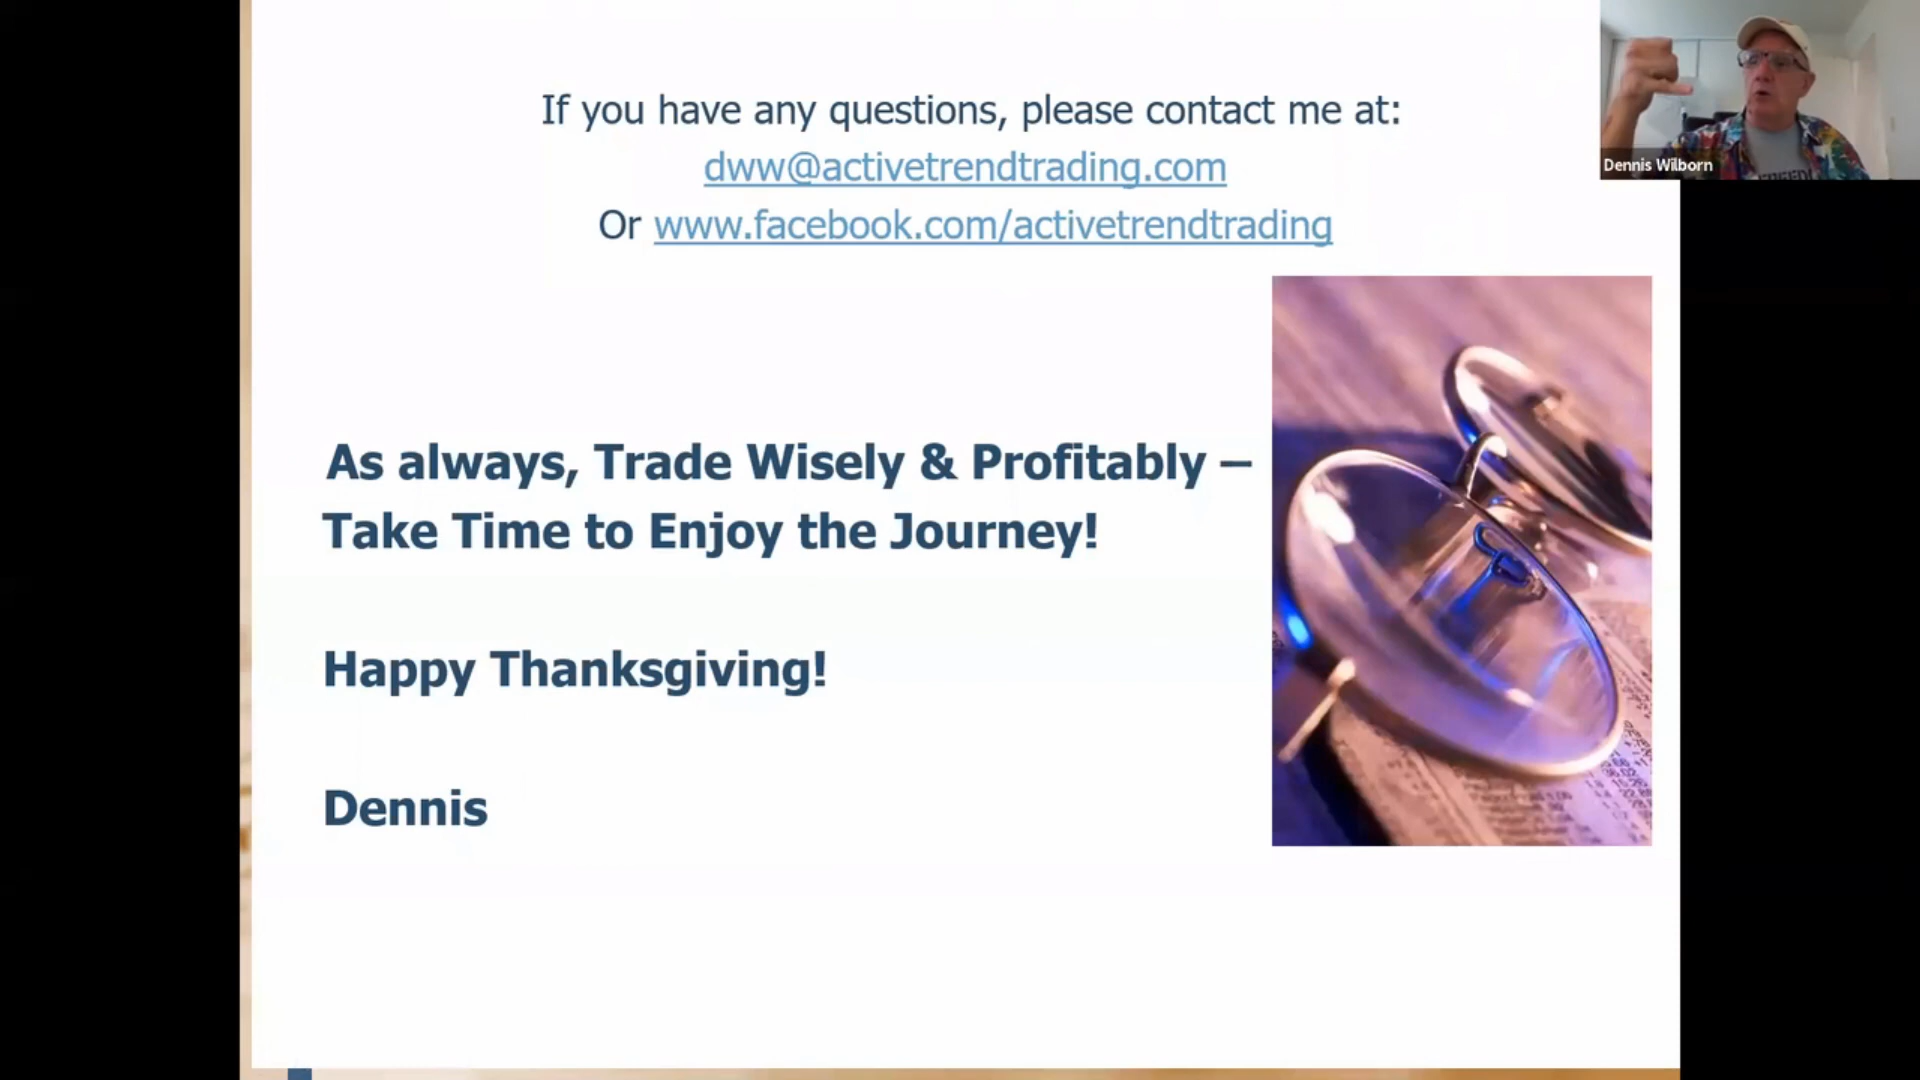 If you have any questions, please contact me at:
dww@activetrendtrading.com
Or www.facebook.com/activetrendtrading
Dennis Wilborn
As always, Trade Wisely & Profitably –
Take Time to Enjoy the Journey!
Happy Thanksgiving!
Dennis